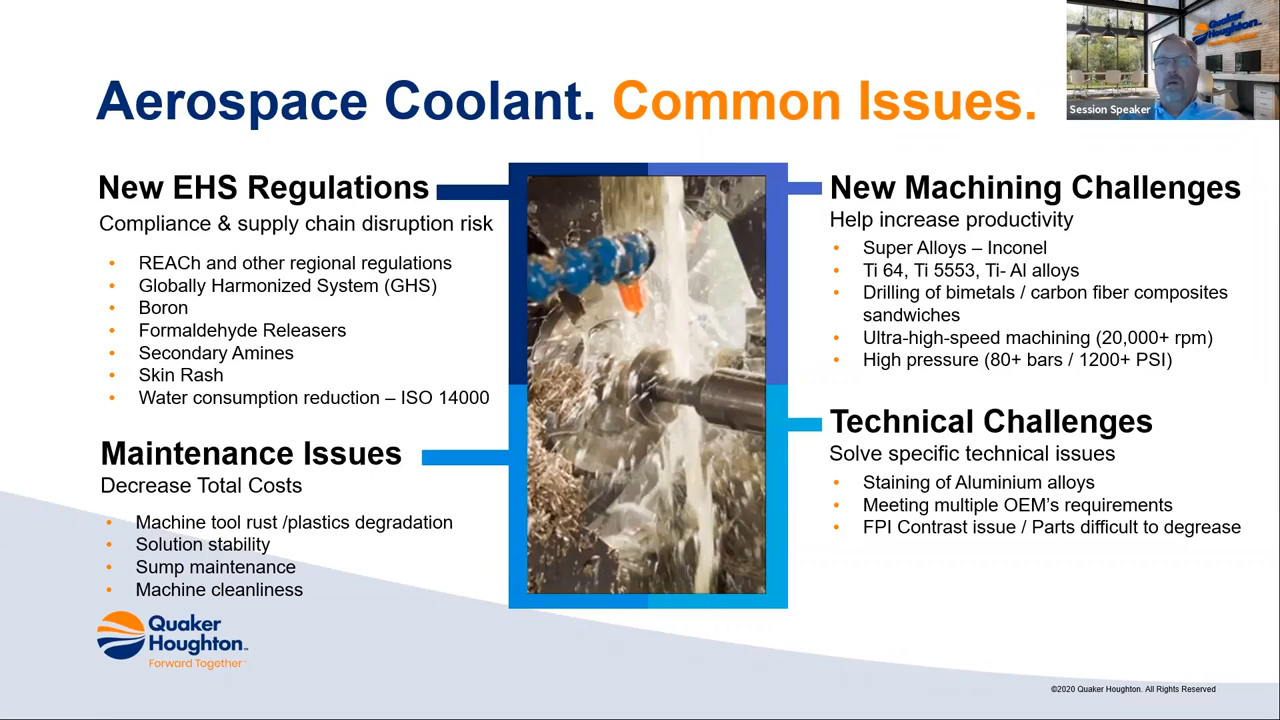 Aerospace Coolant. Common Issues.
Quaker
Houghton
Session Speaker
New EHS Regulations
Compliance & supply chain disruption risk
• REACh and other regional regulations
• Globally Harmonized System (GHS)
• Boron
• Formaldehyde Releasers
• Secondary Amines
• Skin Rash
• Water consumption reduction – ISO 14000
Maintenance Issues
Decrease Total Costs
• Machine tool rust /plastics degradation
• Solution stability
• Sump maintenance
• Machine cleanliness
New Machining Challenges
Help increase productivity
• Super Alloys – Inconel
• Ti 64, Ti 5553, Ti- Al alloys
• Drilling of bimetals / carbon fiber composites
sandwiches
• Ultra-high-speed machining (20,000+ rpm)
• High pressure (80+ bars / 1200+ PSI)
Technical Challenges
Solve specific technical issues
• Staining of Aluminium alloys
• Meeting multiple OEM’s requirements
• FPI Contrast issue / Parts difficult to degrease
Quaker
Houghton™
Forward Together™
©2020 Quaker Houghton. All Rights Reserved